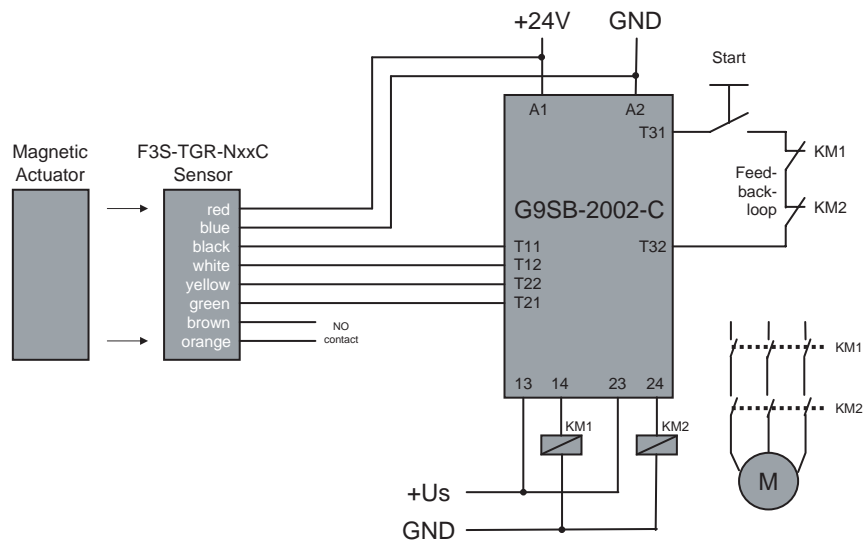 +24V GND
Start
A1 A2
T31
Magnetic
Actuator
F3S-TGR-NxxC
Sensor
KM1
Feed-
back-
loop
KM2
G9SB-2002-C
red
blue
black
white
yellow
green
brown
orange
T11
T12
T22
T21
T32
NO
contact
KM1
KM2
M
13 14 23 24
KM1 KM2
+Us
GND